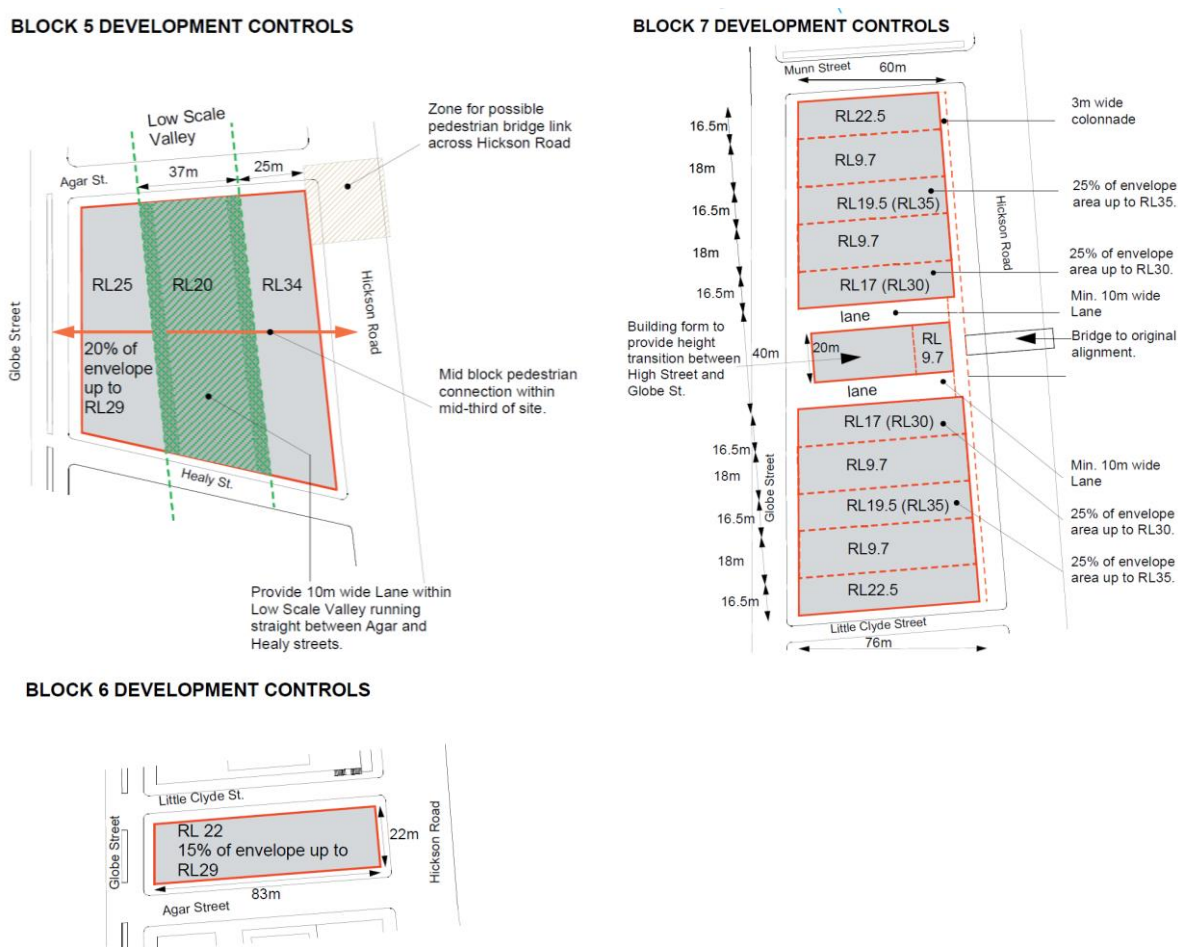 BLOCK 5 DEVELOPMENT CONTROLS
Low Scale
Valley
Zone for possible
pedestrian bridge link
across Hickson Road
37m
25m
Agar St.
RL25
RL20
RL34
Globe Street
Hickson Road
20% of
envelope
up to
RL29
Mid block pedestrian
connection within
mid-third of site.
Healy St.
Provide 10m wide Lane within
Low Scale Valley running
straight between Agar and
Healy streets.
BLOCK 7 DEVELOPMENT CONTROLS
Munn Street
60m
3m wide
colonnade
16.5m
RL22.5
18m
RL9.7
25% of envelope
area up to RL35.
16.5m
RL19.5 (RL35)
Hickson Road
18m
RL9.7
25% of envelope
area up to RL30.
16.5m
RL17 (RL30)
Min. 10m wide
Lane
lane
Building form to
provide height
transition between
High Street and
Globe St.
40m
20m
RL
9.7
Bridge to original
alignment.
lane
16.5m
RL17 (RL30)
18m
RL9.7
Min. 10m wide
Lane
Globe Street
16.5m
RL19.5 (RL35)
25% of envelope
area up to RL30.
18m
RL9.7
25% of envelope
area up to RL35.
16.5m
RL22.5
Little Clyde Street
76m
BLOCK 6 DEVELOPMENT CONTROLS
Little Clyde St.
Globe Street
RL 22
15% of envelope up to
RL29
22m
83m
Hickson Road
Agar Street